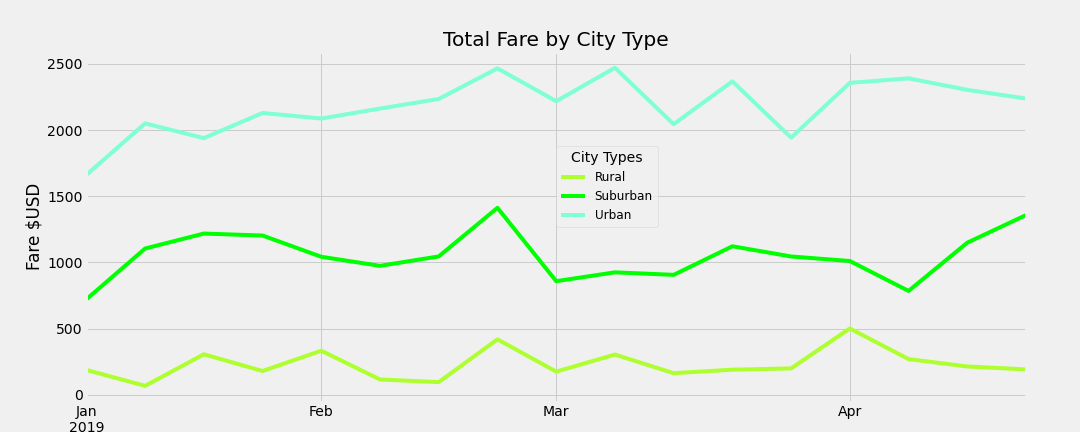 Total Fare by City Type
Fare $USD
2500
2000
1500
1000
500
0
City Types
Rural
Suburban
Urban
Jan
2019
Feb
Mar
Apr